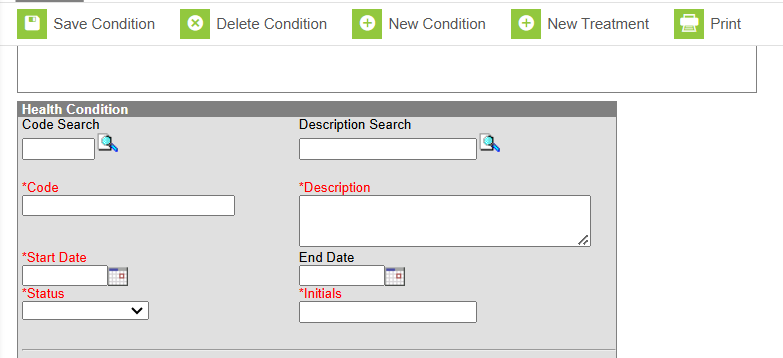 Save Condition Delete Condition New Condition New Treatment Print
Health Condition
Code Search Description Search
*Code *Description
*Start Date End Date
*Status *Initials